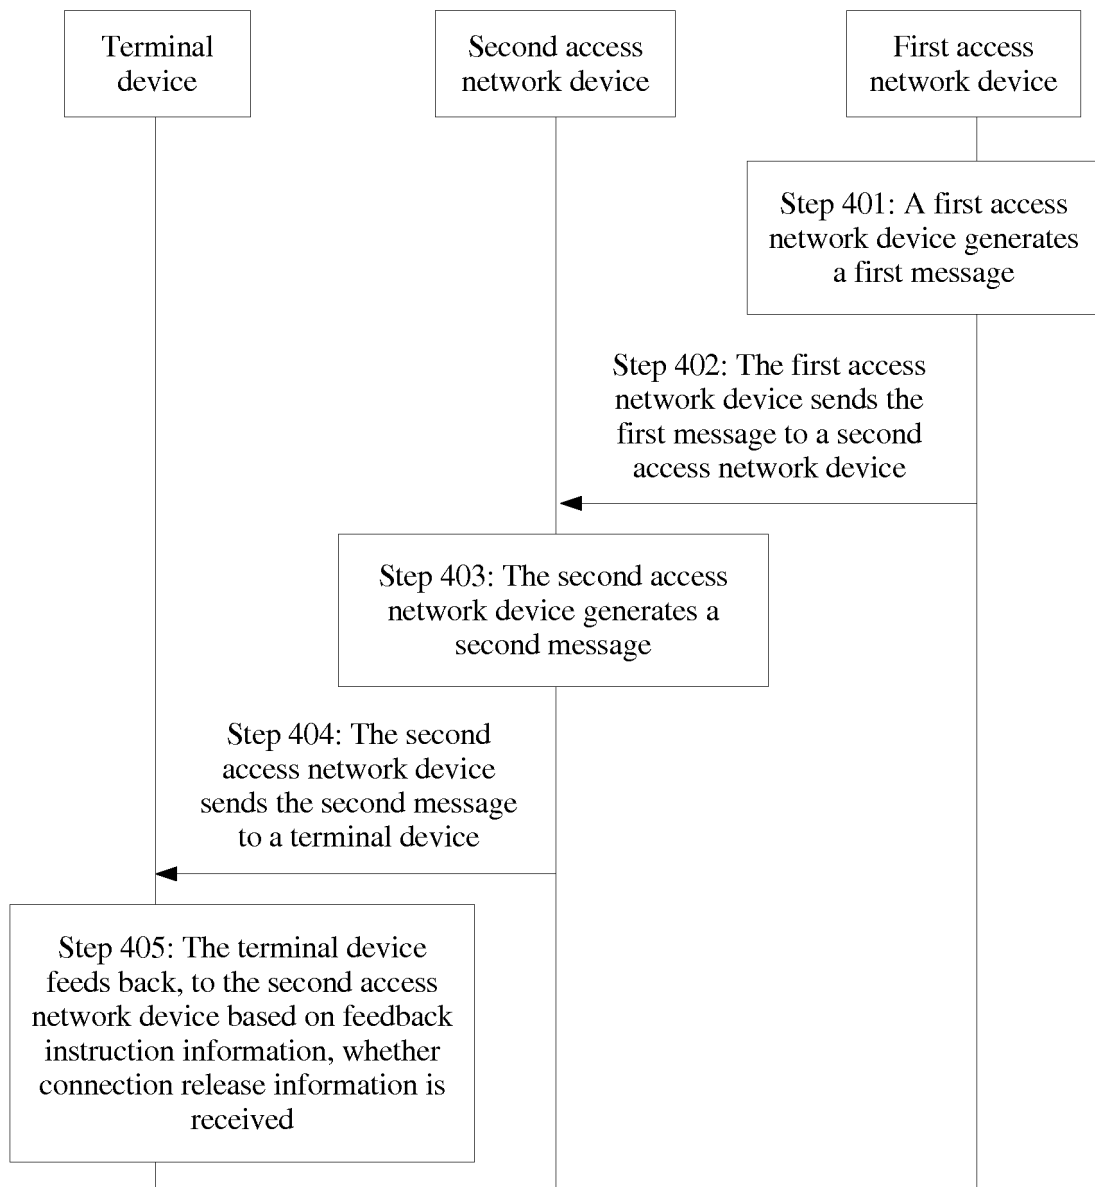 Terminal
device
Second access
network device
First access
network device
Step 401: A first access
network device generates
a first message
Step 402: The first access
network device sends the
first message to a second
access network device
Step 403: The second access
network device generates a
second message
Step 404: The second
access network device
sends the second message
to a terminal device
Step 405: The terminal device
feeds back, to the second access
network device based on feedback
instruction information, whether
connection release information is
received